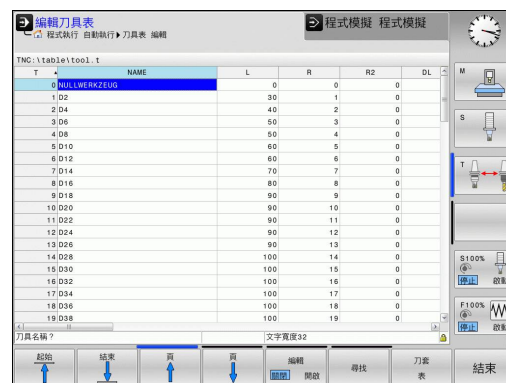 編輯刀具表
程式執行 自動執行▶刀具表 編輯
程式模擬 程式模擬
TNC:\table\tool.t
T NAME L R R2 DL
0 NULLWERKZEUG 0 0 0
1 D2 30 1 0
2 D4 40 2 0
3 D6 50 3 0
4 D8 50 4 0
5 D10 60 5 0
6 D12 60 6 0
7 D14 70 7 0
8 D16 80 8 0
9 D18 90 9 0
10 D20 90 10 0
11 D22 90 11 0
12 D24 90 12 0
13 D26 90 13 0
14 D28 100 14 0
15 D30 100 15 0
16 D32 100 16 0
17 D34 100 17 0
18 D36 100 18 0
19 D38 100 19 0
刀具名稱? 文字寬度32
M
S
T
S100%
停止 啟動
F100%
停止 啟動
起始 結束 頁 頁 編輯 關閉 開啟 尋找 刀套表 結束